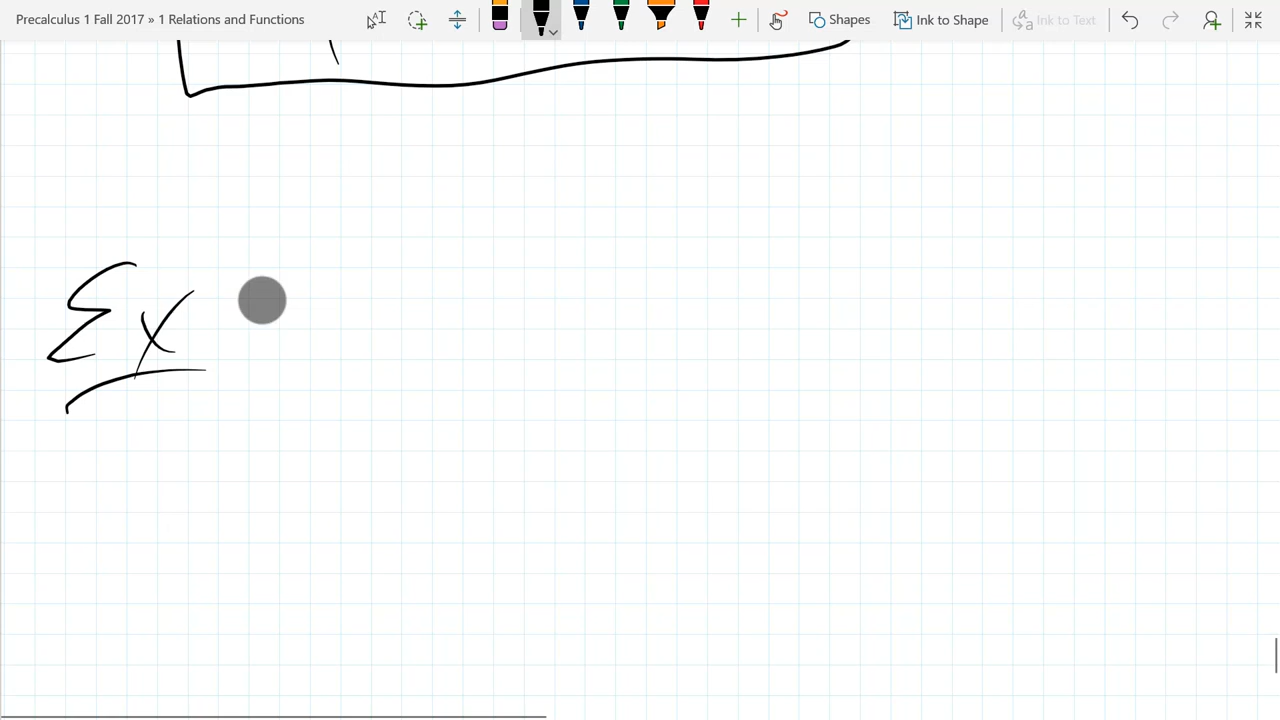 Precalculus 1 Fall 2017 » 1 Relations and Functions
Shapes
Ink to Shape
Ink to Text
Ex